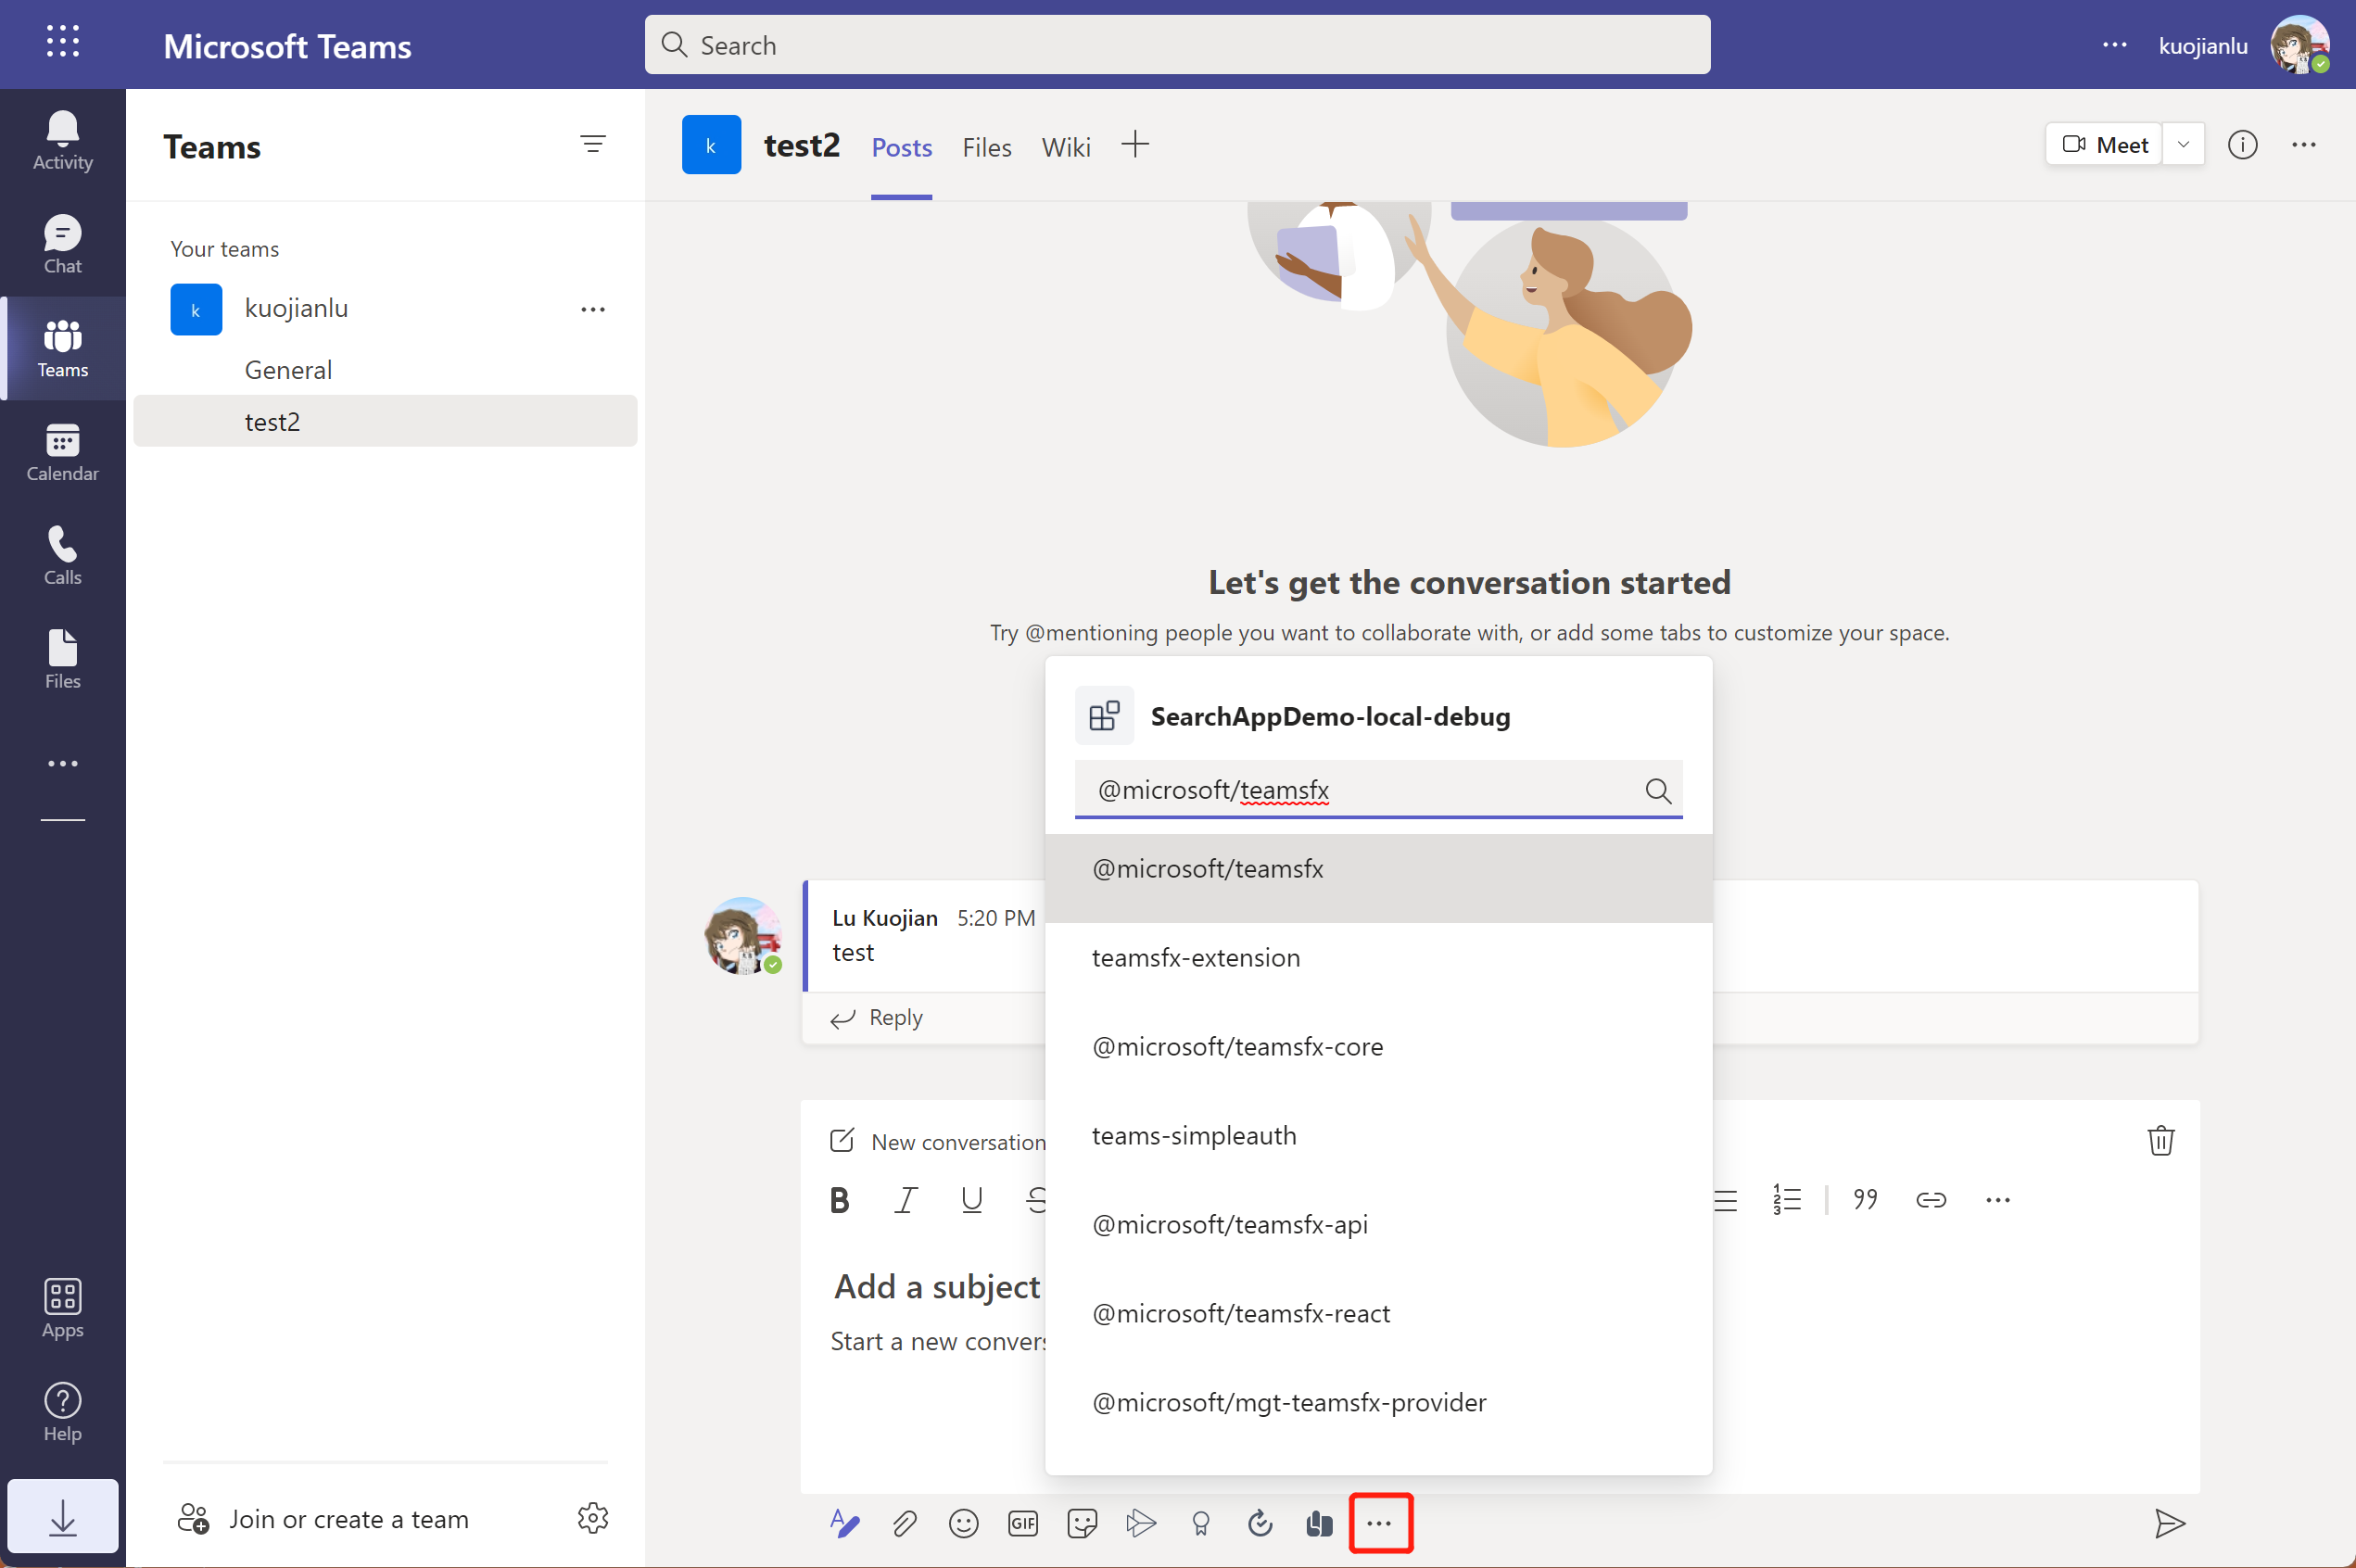 Microsoft Teams
Search
kuojianlu
Activity
Chat
Teams
Calendar
Calls
Files
Apps
Help
Teams
Your teams
k
kuojianlu
General
test2
Join or create a team
k
test2
Posts
Files
Wiki
Meet
Let's get the conversation started
Try @mentioning people you want to collaborate with, or add some tabs to customize your space.
SearchAppDemo-local-debug
@microsoft/teamsfx
@microsoft/teamsfx
teamsfx-extension
@microsoft/teamsfx-core
teams-simpleauth
@microsoft/teamsfx-api
@microsoft/teamsfx-react
@microsoft/mgt-teamsfx-provider
Lu Kuojian 5:20 PM
test
Reply
New conversation
Add a subject
Start a new convers
GIF